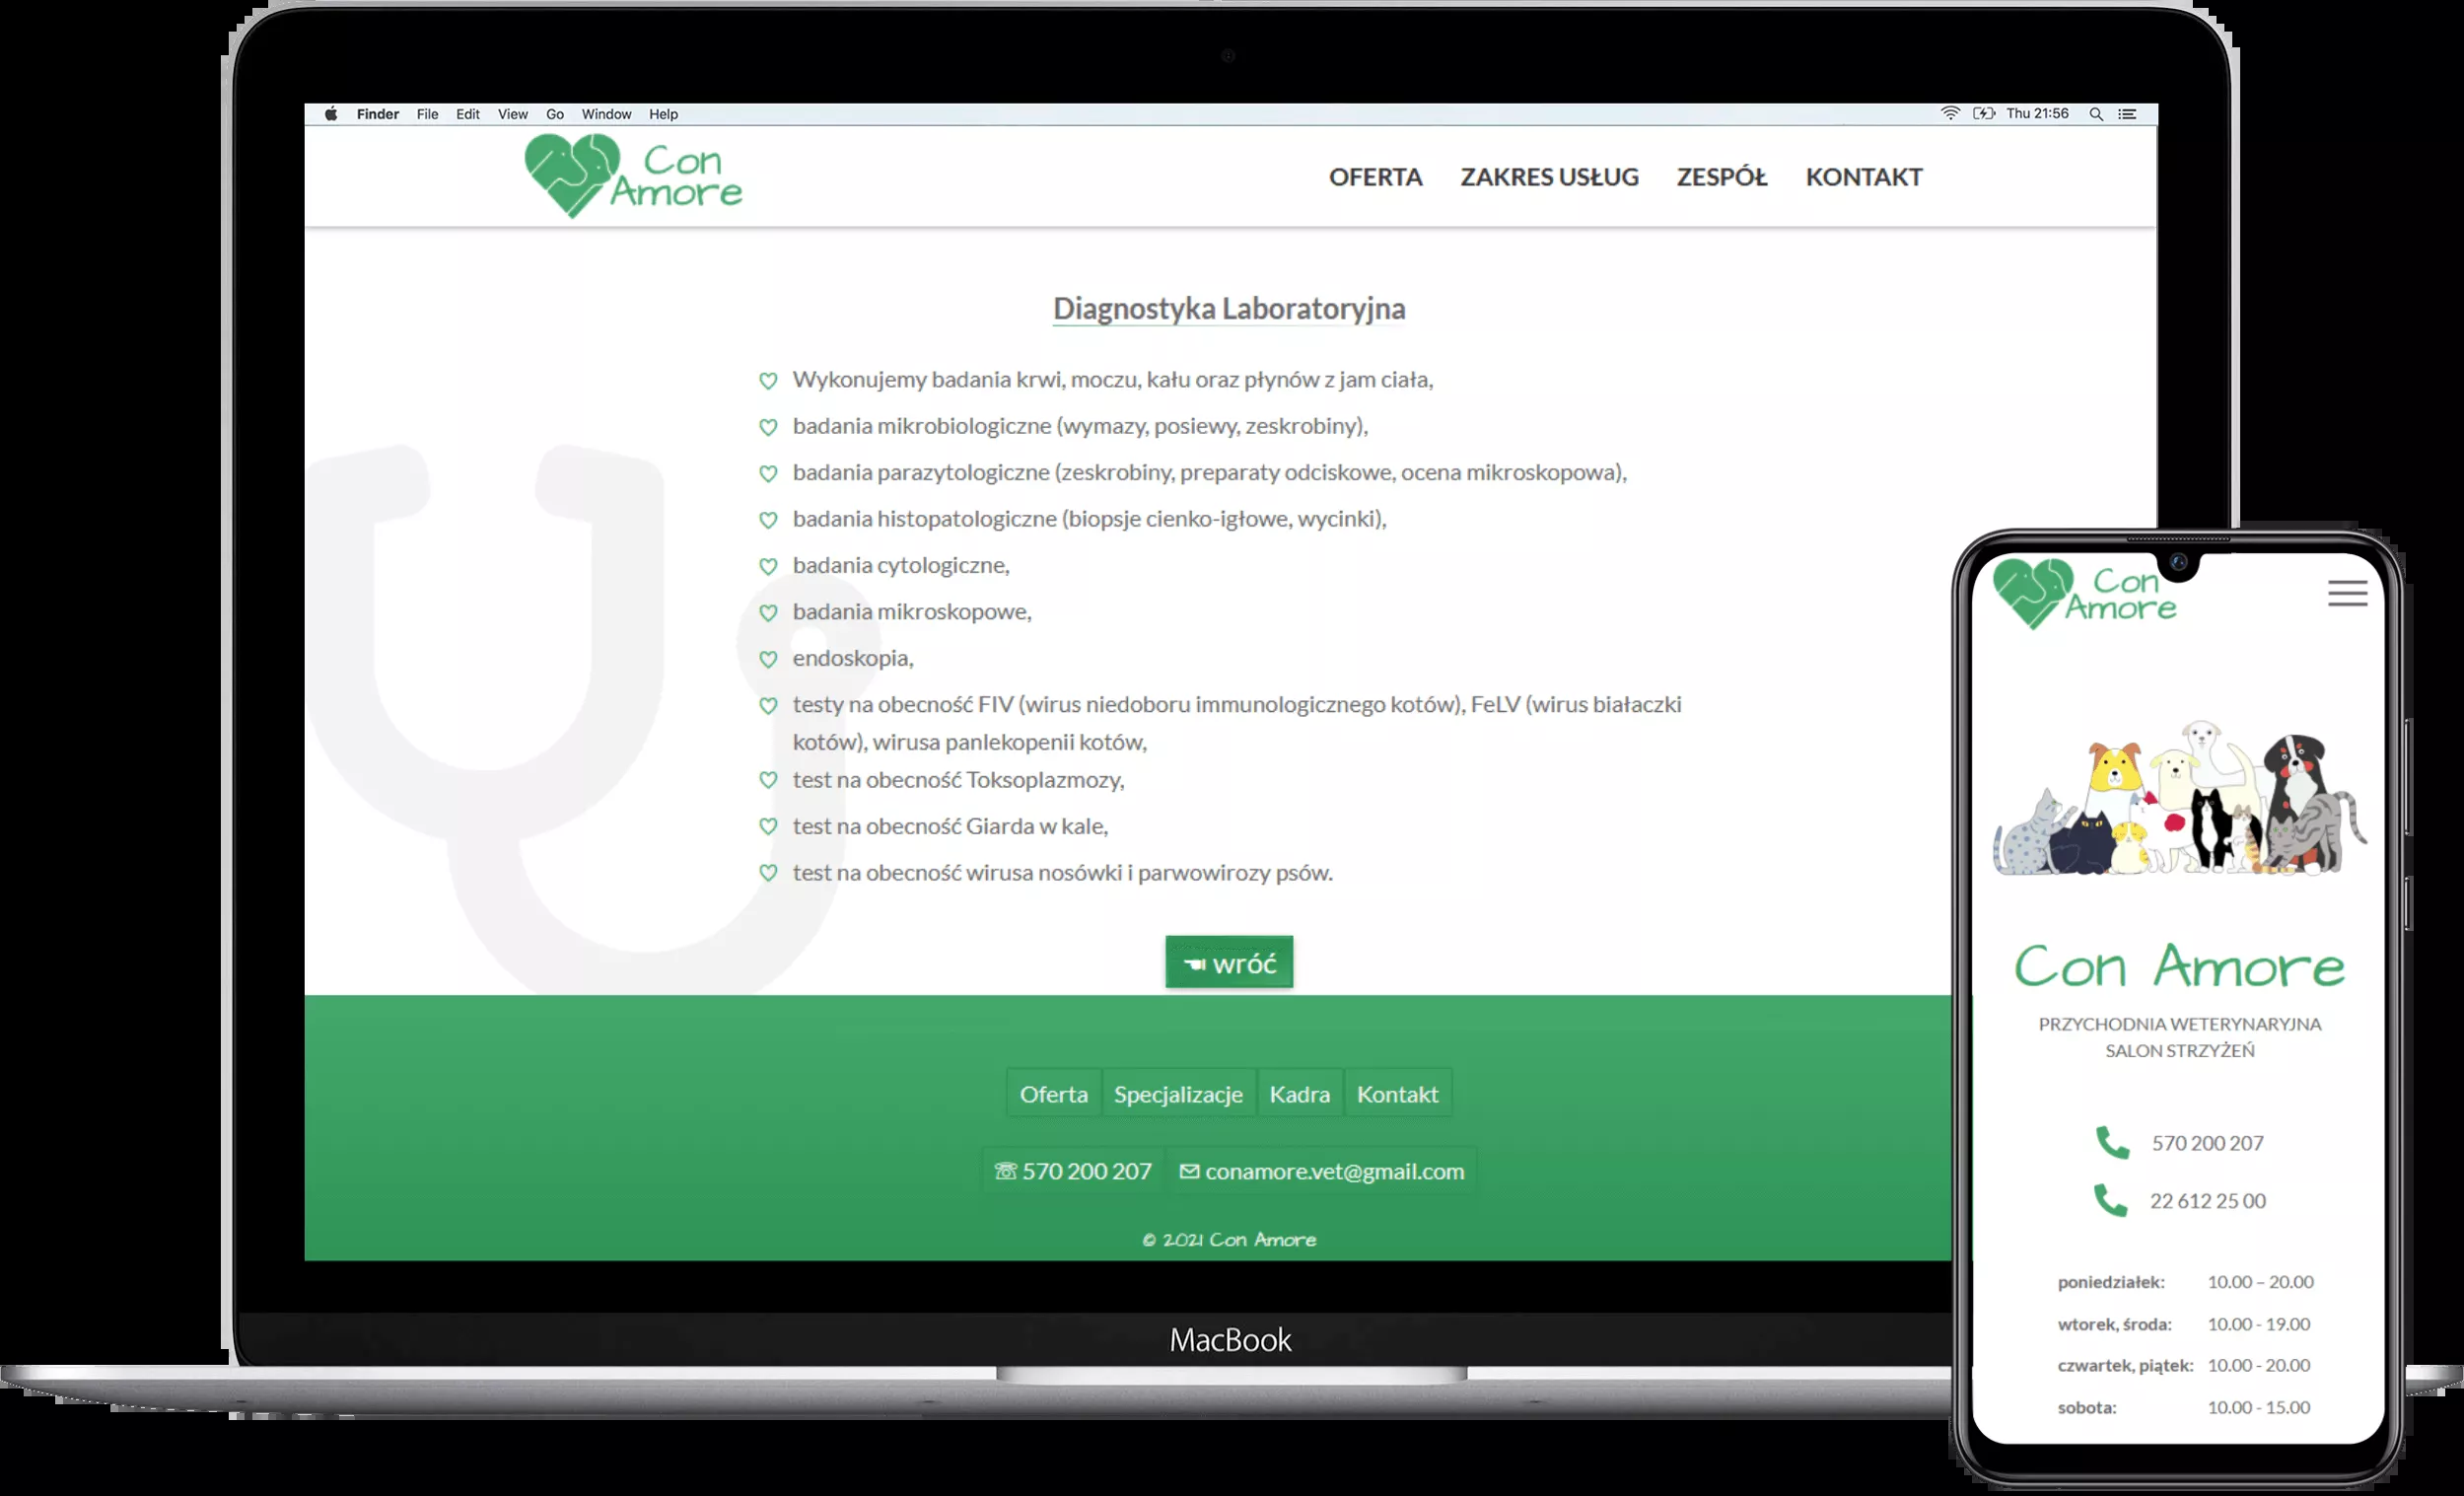 Finder File Edit View Go Window Help Thu 21:56
Con
Amore
OFERTA ZAKRES USŁUG ZESPÓŁ KONTAKT
Diagnostyka Laboratoryjna
Wykonujemy badania krwi, moczu, kału oraz płynów z jam ciała,
badania mikrobiologiczne (wymazy, posiewy, zeskrobiny),
badania parazytologiczne (zeskrobiny, preparaty odciskowe, ocena mikroskopowa),
badania histopatologiczne (biopsje cienko-igłowe, wycinki),
badania cytologiczne,
badania mikroskopowe,
endoskopia,
testy na obecność FIV (wirus niedoboru immunologicznego kotów), FeLV (wirus białaczki
kotów), wirusa panlekopenii kotów,
test na obecność Toksoplazmozy,
test na obecność Giarda w kale,
test na obecność wirusa nosówki i parwowirozy psów.
wróć
Oferta Specjalizacje Kadra Kontakt
570 200 207 conamore.vet@gmail.com
© 2021 Con Amore
MacBook
Con
Amore
Con Amore
PRZYCHODNIA WETERYNARYJNA
SALON STRZYŻEŃ
570 200 207
22 612 25 00
poniedziałek: 10.00 – 20.00
wtorek, środa: 10.00 - 19.00
czwartek, piątek: 10.00 - 20.00
sobota: 10.00 - 15.00